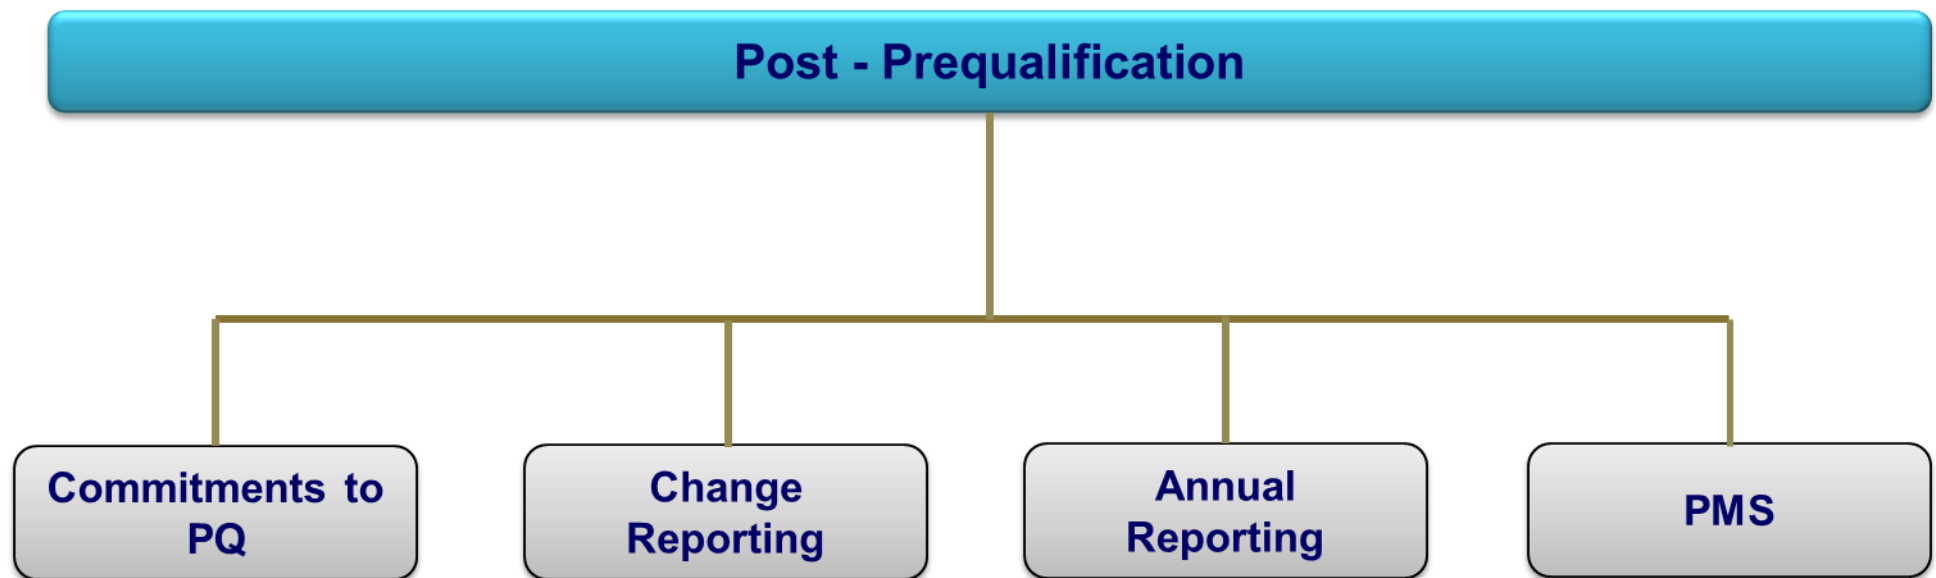 Post - Prequalification
Commitments to
PQ
Change
Reporting
Annual
Reporting
PMS